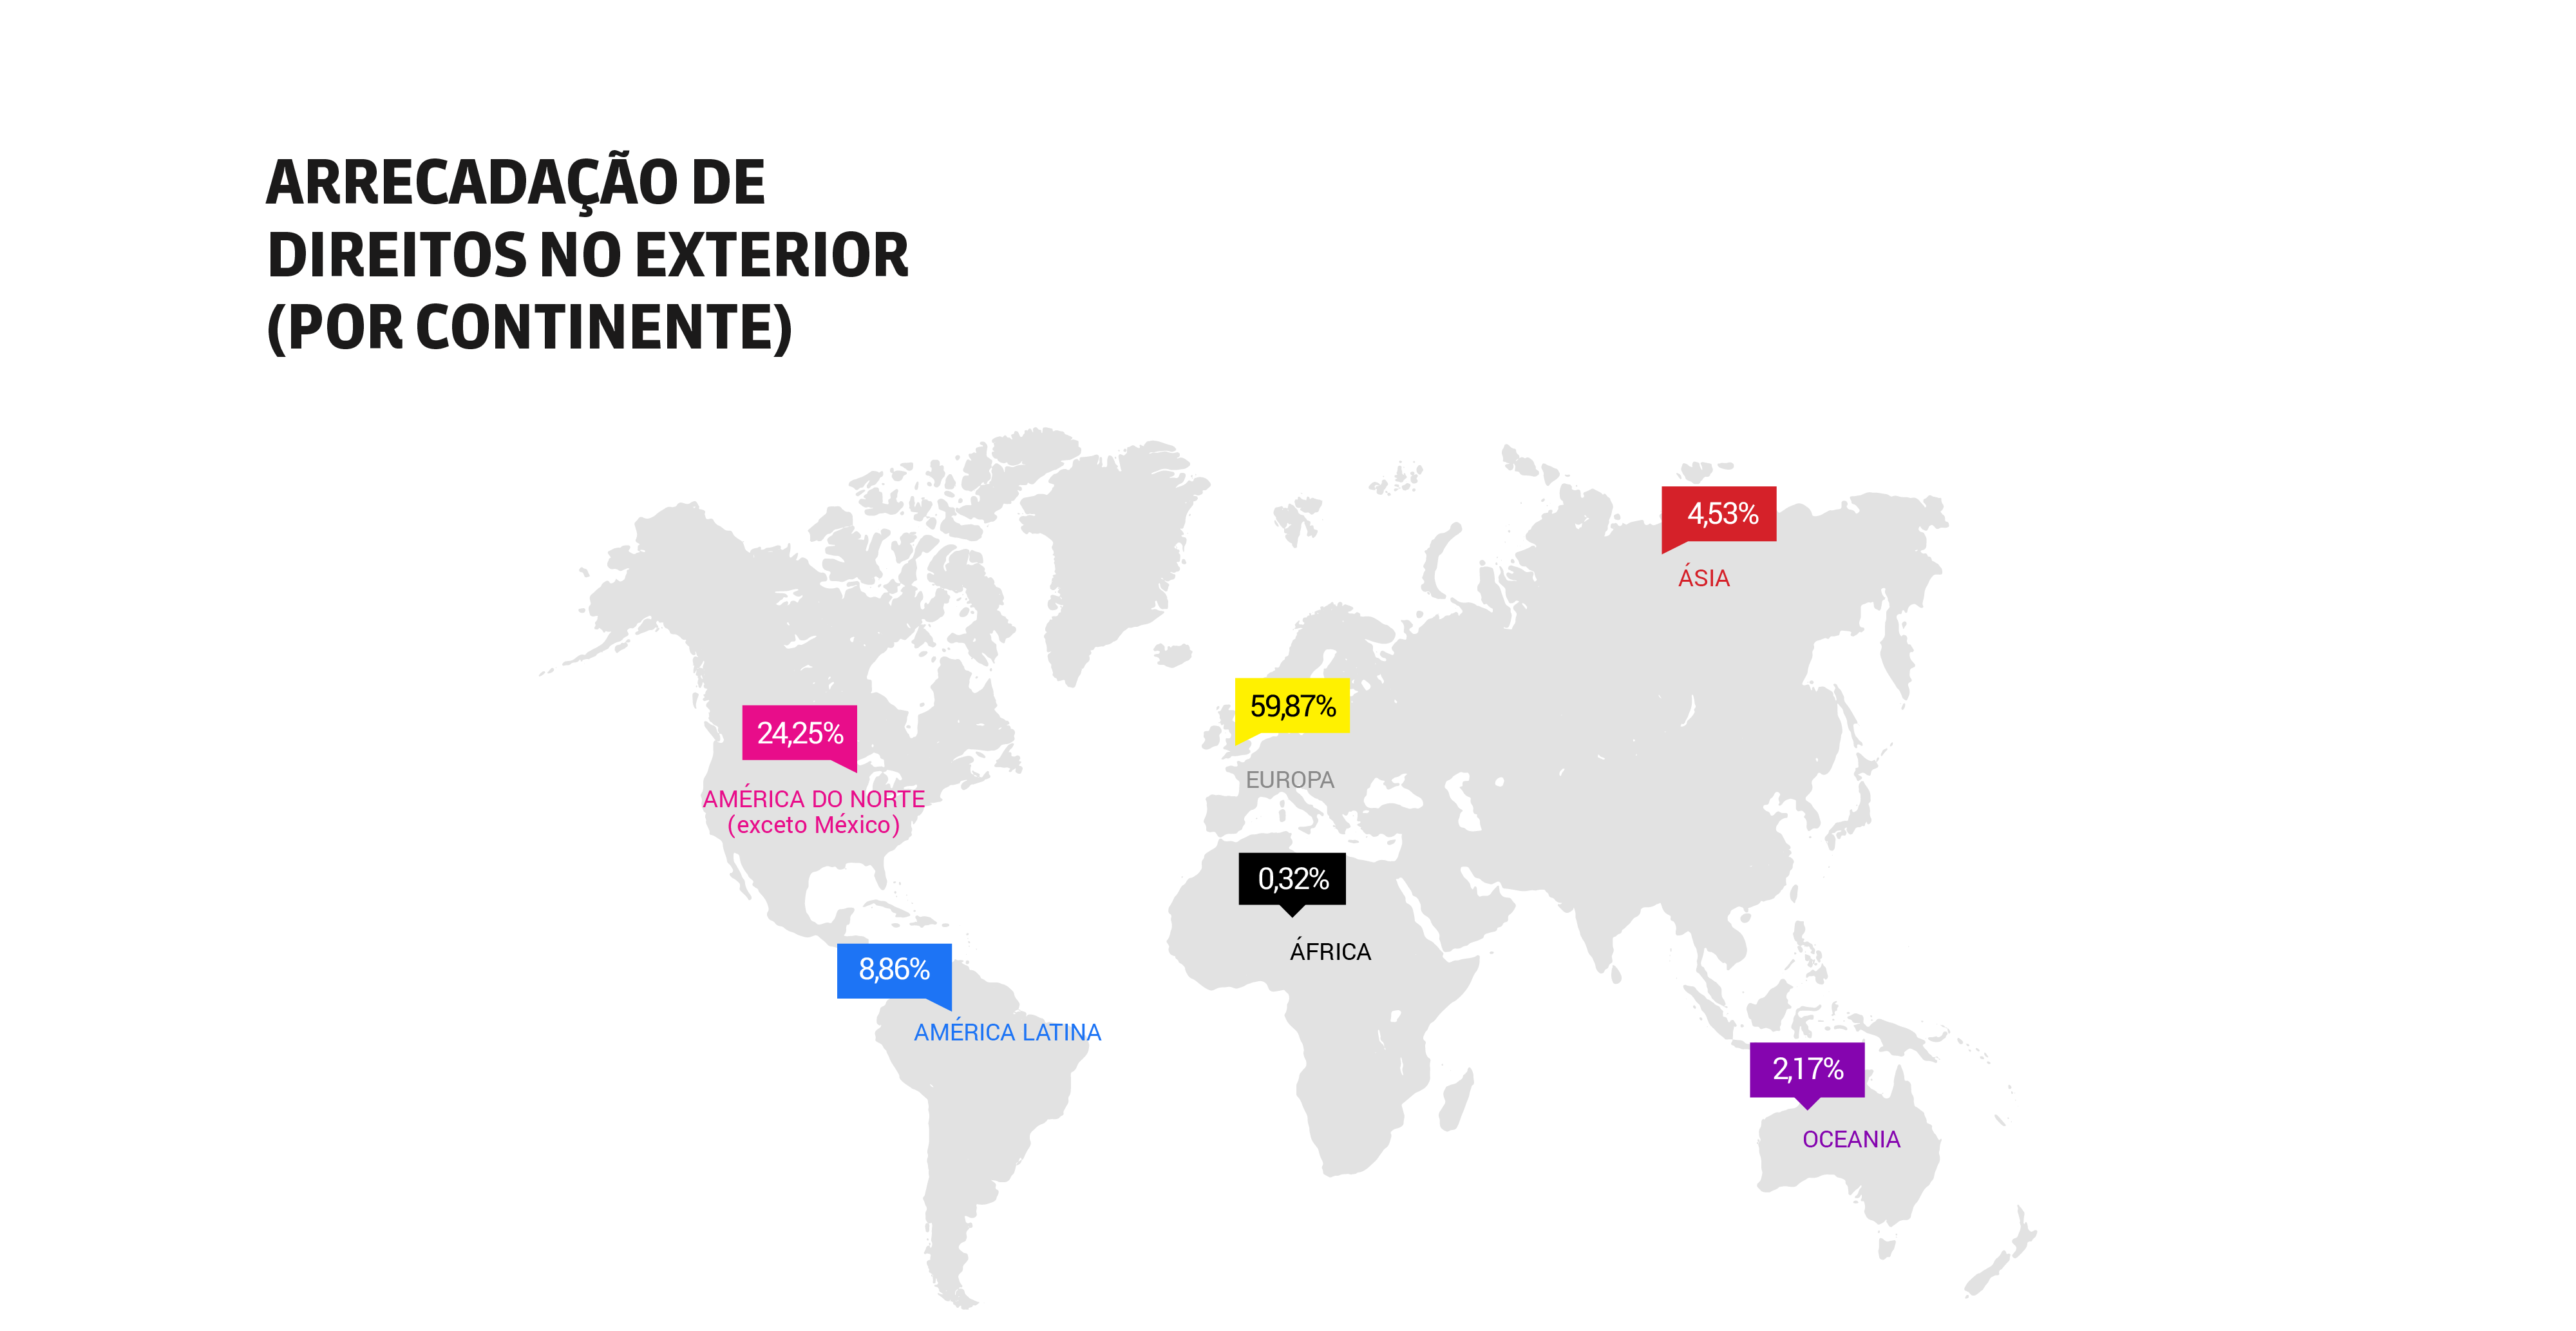 ARRECADAÇÃO DE
DIREITOS NO EXTERIOR
(POR CONTINENTE)
4,53%
ÁSIA
59,87%
EUROPA
24,25%
AMÉRICA DO NORTE
(exceto México)
0,32%
ÁFRICA
8,86%
AMÉRICA LATINA
2,17%
OCEANIA